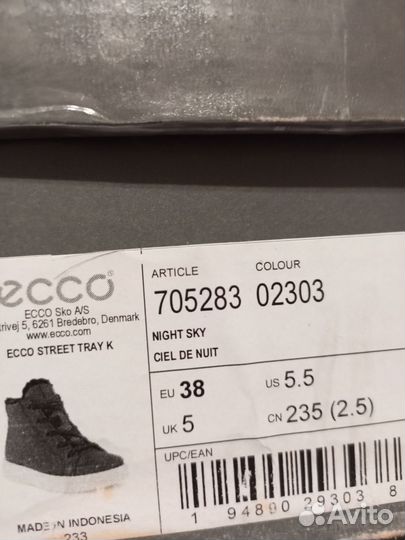 ecco
ECCO Sko A/S
trivej 5, 6261 Bredebro, Denmark
www.ecco.com
ECCO STREET TRAY K
MADE IN INDONESIA
233
ARTICLE COLOUR
705283 02303
NIGHT SKY
CIEL DE NUIT
EU 38 US 5.5
UK 5 CN 235 (2.5)
UPC/EAN
1 94890 29303 8
Avito